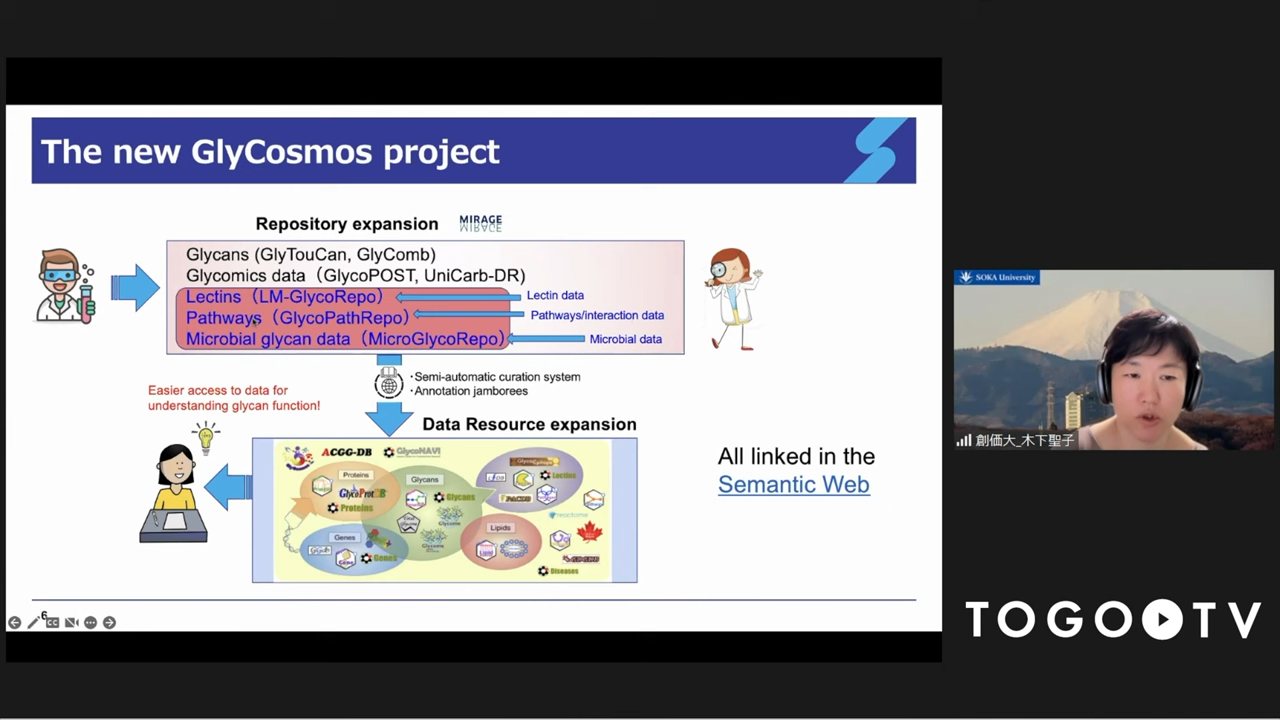 The new GlyCosmos project
Repository expansion
MIRAGE
Glycans (GlyTouCan, GlyComb)
Glycomics data（GlycoPOST, UniCarb-DR)
Lectins（LM-GlycoRepo）
Lectin data
Pathways（GlycoPathRepo）
Pathways/interaction data
Microbial glycan data（MicroGlycoRepo）
Microbial data
・Semi-automatic curation system
・Annotation jamborees
Easier access to data for
understanding glycan function!
Data Resource expansion
ACGG-DB
GlycoNAVI
Proteins
GlycoProtDB
Proteins
Glycans
Glycans
Lectins
Genes
Genes
Lipids
reactome
Diseases
All linked in the
Semantic Web
6
SOKA University
創価大_木下聖子
TOGO TV